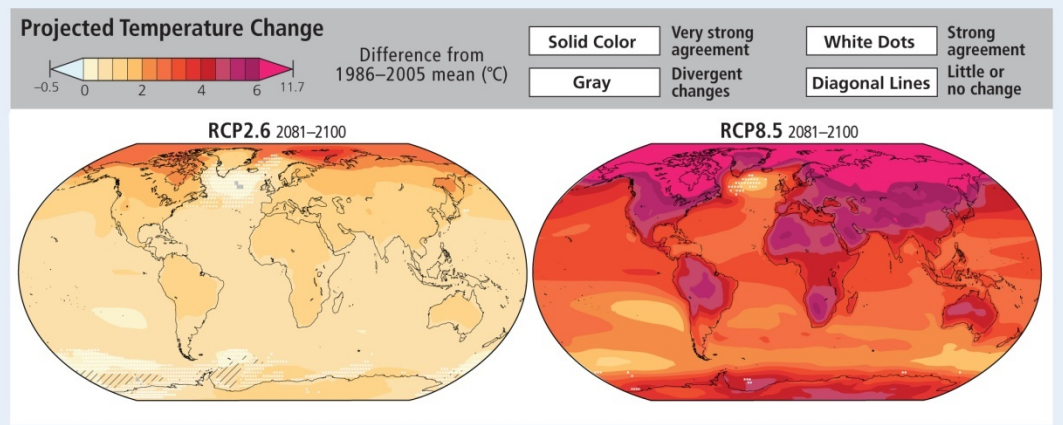 Projected Temperature Change
−0.5 0 2 4 6 11.7
Difference from
1986–2005 mean (°C)
Solid Color
Very strong
agreement
White Dots
Strong
agreement
Gray
Divergent
changes
Diagonal Lines
Little or
no change
RCP2.6 2081–2100
RCP8.5 2081–2100